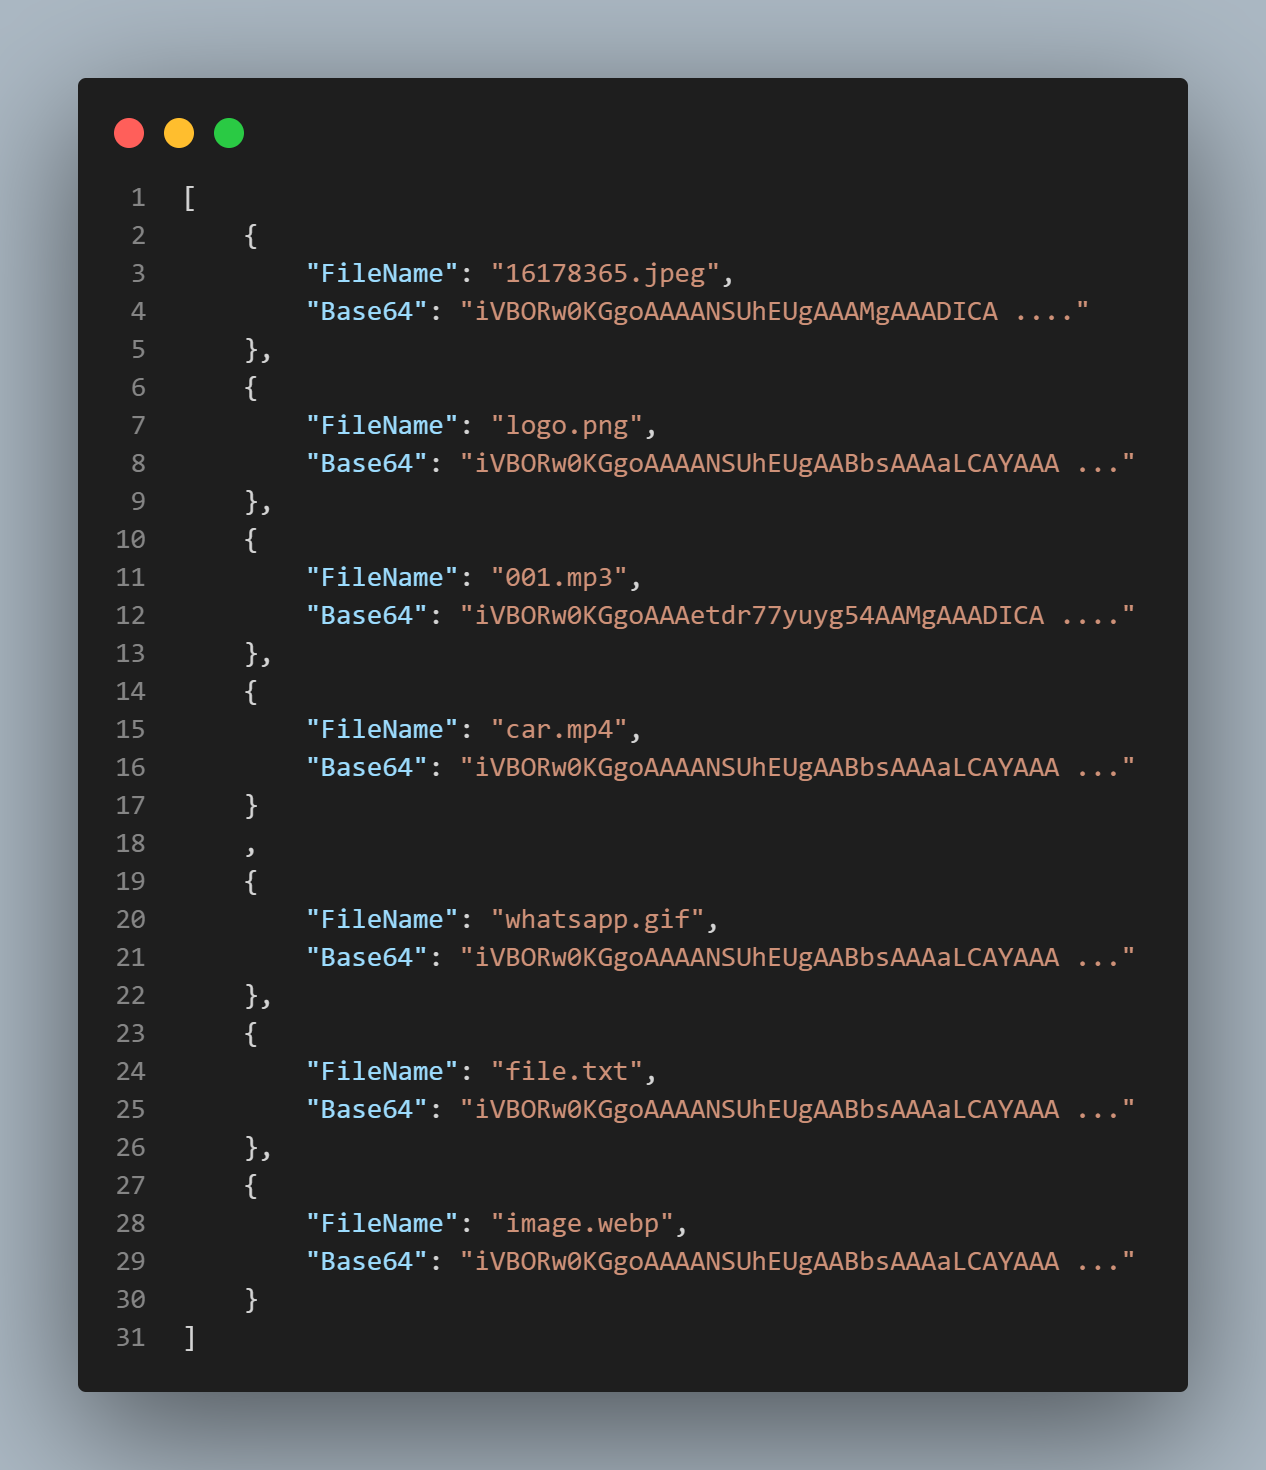 1 [
2     {
3         "FileName": "16178365.jpeg",
4         "Base64": "iVBORw0KGgoAAAANSUhEUgAAAMgAAADICA ...."
5     },
6     {
7         "FileName": "logo.png",
8         "Base64": "iVBORw0KGgoAAAANSUhEUgAABbsAAAaLCAYAAA ..."
9     },
10     {
11         "FileName": "001.mp3",
12         "Base64": "iVBORw0KGgoAAAetdr77yuyg54AAMgAAADICA ...."
13     },
14     {
15         "FileName": "car.mp4",
16         "Base64": "iVBORw0KGgoAAAANSUhEUgAABbsAAAaLCAYAAA ..."
17     }
18     ,
19     {
20         "FileName": "whatsapp.gif",
21         "Base64": "iVBORw0KGgoAAAANSUhEUgAABbsAAAaLCAYAAA ..."
22     },
23     {
24         "FileName": "file.txt",
25         "Base64": "iVBORw0KGgoAAAANSUhEUgAABbsAAAaLCAYAAA ..."
26     },
27     {
28         "FileName": "image.webp",
29         "Base64": "iVBORw0KGgoAAAANSUhEUgAABbsAAAaLCAYAAA ..."
30     }
31 ]